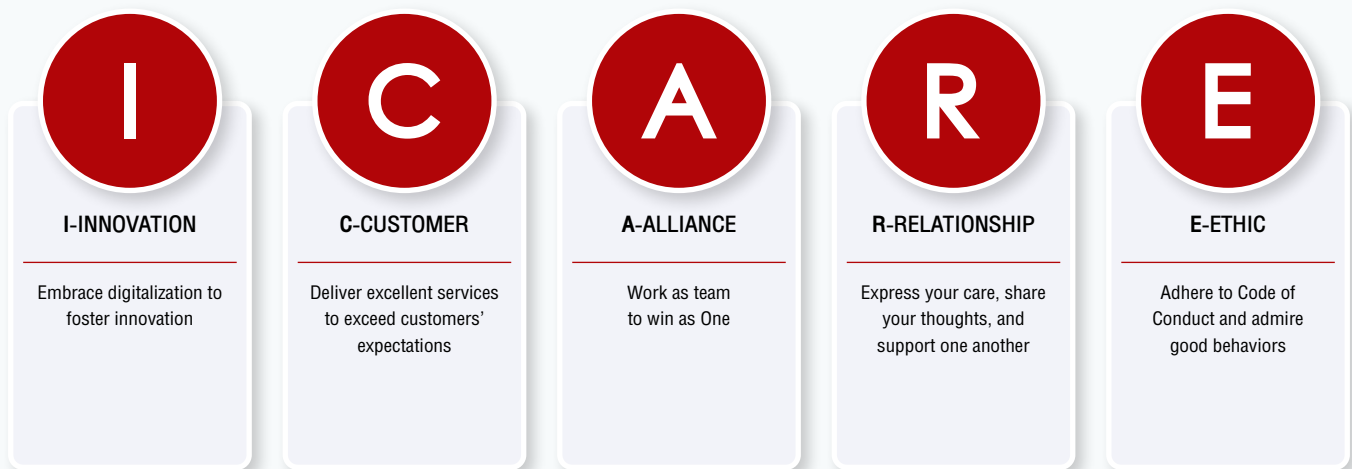 I
I-INNOVATION
Embrace digitalization to
foster innovation
C
C-CUSTOMER
Deliver excellent services
to exceed customers’
expectations
A
A-ALLIANCE
Work as team
to win as One
R
R-RELATIONSHIP
Express your care, share
your thoughts, and
support one another
E
E-ETHIC
Adhere to Code of
Conduct and admire
good behaviors